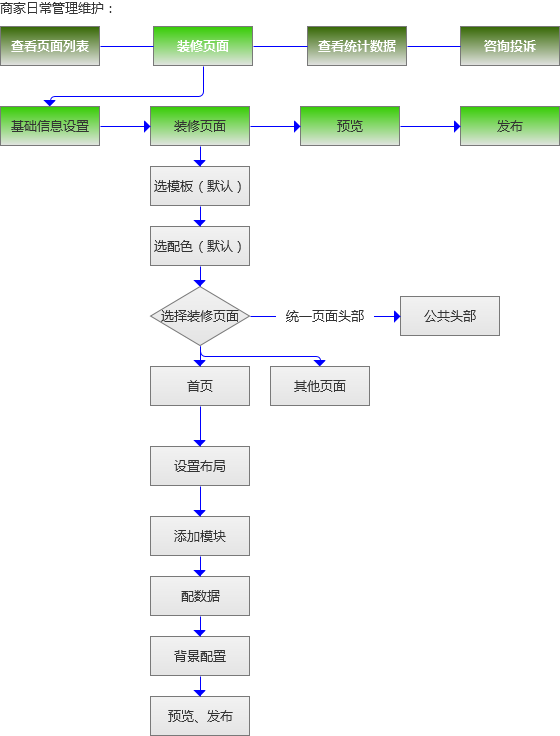 商家日常管理维护：
查看页面列表
装修页面
查看统计数据
咨询投诉
基础信息设置
装修页面
预览
发布
选模板（默认）
选配色（默认）
选择装修页面
统一页面头部
公共头部
首页
其他页面
设置布局
添加模块
配数据
背景配置
预览、发布